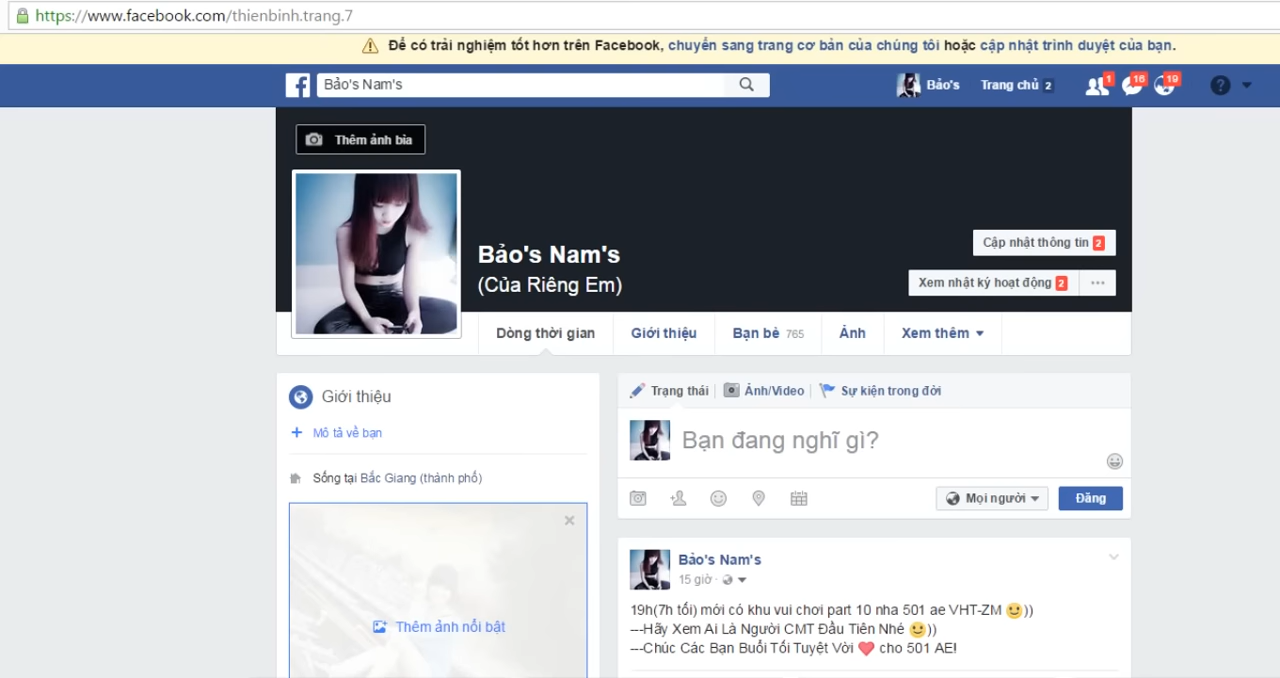 https://www.facebook.com/thienbinh.trang.7
Để có trải nghiệm tốt hơn trên Facebook, chuyển sang trang cơ bản của chúng tôi hoặc cập nhật trình duyệt của bạn.
Bảo's Nam's
Bảo's
Trang chủ 2
1
16
19
?
Thêm ảnh bìa
Bảo's Nam's
(Của Riêng Em)
Cập nhật thông tin 2
Xem nhật ký hoạt động 2
Dòng thời gian
Giới thiệu
Bạn bè 765
Ảnh
Xem thêm
Giới thiệu
Mô tả về bạn
Sống tại Bắc Giang (thành phố)
Thêm ảnh nổi bật
Trạng thái
Ảnh/Video
Sự kiện trong đời
Bạn đang nghĩ gì?
Mọi người
Đăng
Bảo's Nam's
15 giờ ·
19h(7h tối) mới có khu vui chơi part 10 nha 501 ae VHT-ZM 🙂))
---Hãy Xem Ai Là Người CMT Đầu Tiên Nhé 😉))
---Chúc Các Bạn Buổi Tối Tuyệt Vời ❤ cho 501 AE!